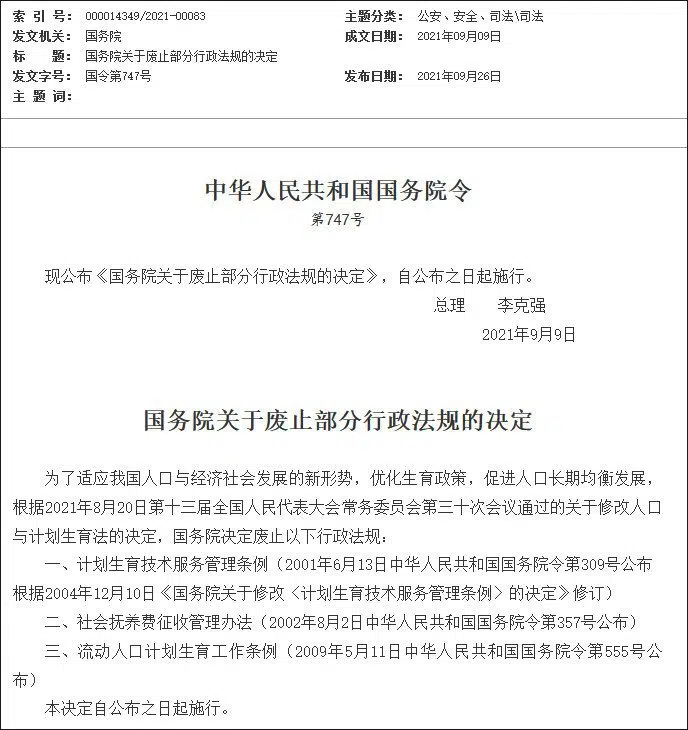 索 引 号： 000014349/2021-00083 主题分类： 公安、安全、司法\司法
发文机关： 国务院 成文日期： 2021年09月09日
标 题： 国务院关于废止部分行政法规的决定
发文字号： 国令第747号 发布日期： 2021年09月26日
主 题 词：
中华人民共和国国务院令
第747号
现公布《国务院关于废止部分行政法规的决定》，自公布之日起施行。
总理 李克强
2021年9月9日
国务院关于废止部分行政法规的决定
为了适应我国人口与经济社会发展的新形势，优化生育政策，促进人口长期均衡发展，
根据2021年8月20日第十三届全国人民代表大会常务委员会第三十次会议通过的关于修改人口
与计划生育法的决定，国务院决定废止以下行政法规：
一、计划生育技术服务管理条例（2001年6月13日中华人民共和国国务院令第309号公布
根据2004年12月10日《国务院关于修改〈计划生育技术服务管理条例〉的决定》修订）
二、社会抚养费征收管理办法（2002年8月2日中华人民共和国国务院令第357号公布）
三、流动人口计划生育工作条例（2009年5月11日中华人民共和国国务院令第555号公
布）
本决定自公布之日起施行。